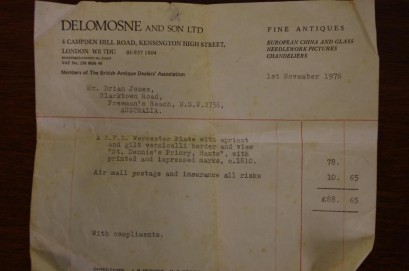 DELOMOSNE AND SON LTD
4 CAMPDEN HILL ROAD, KENSINGTON HIGH STREET,
LONDON W8 7DU 01-937 1804
Members of The British Antique Dealers' Association
FINE ANTIQUES
EUROPEAN CHINA AND GLASS
NEEDLEWORK PICTURES
CHANDELIERS
1st November 1976
Mr. Brian Jones,
Blacktown Road,
Freeman's Reach, N.S.W.2756,
AUSTRALIA.
Worcester Plate with apricot
and gilt vermicelli border and view
"St. Dennis's Priory, Hants", with
printed and impressed marks, c.1810. 78.
Air mail postage and insurance all risks 10. 65
£88. 65
With compliments.